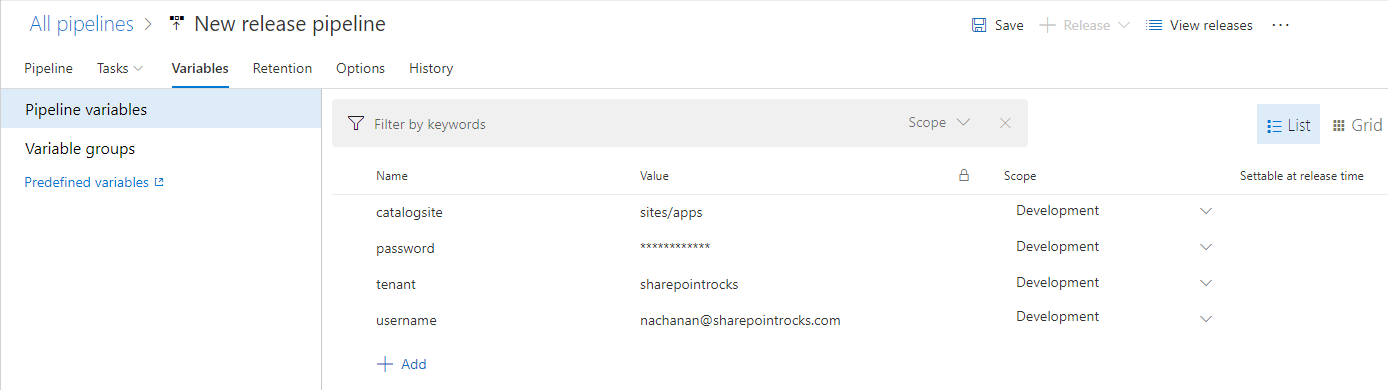 All pipelines > New release pipeline Save + Release View releases ...
Pipeline Tasks Variables Retention Options History
Pipeline variables
Variable groups
Predefined variables
Filter by keywords Scope × List Grid
Name Value Scope Settable at release time
catalogsite sites/apps Development
password ************ Development
tenant sharepointrocks Development
username nachanan@sharepointrocks.com Development
+ Add